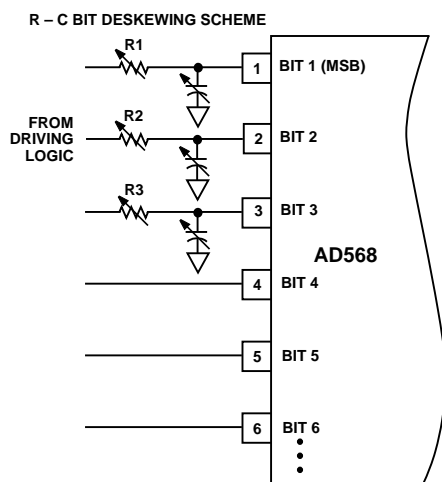 R – C BIT DESKEWING SCHEME
R1
1 BIT 1 (MSB)
FROM
DRIVING
LOGIC
R2
2 BIT 2
R3
3 BIT 3
AD568
4 BIT 4
5 BIT 5
6 BIT 6